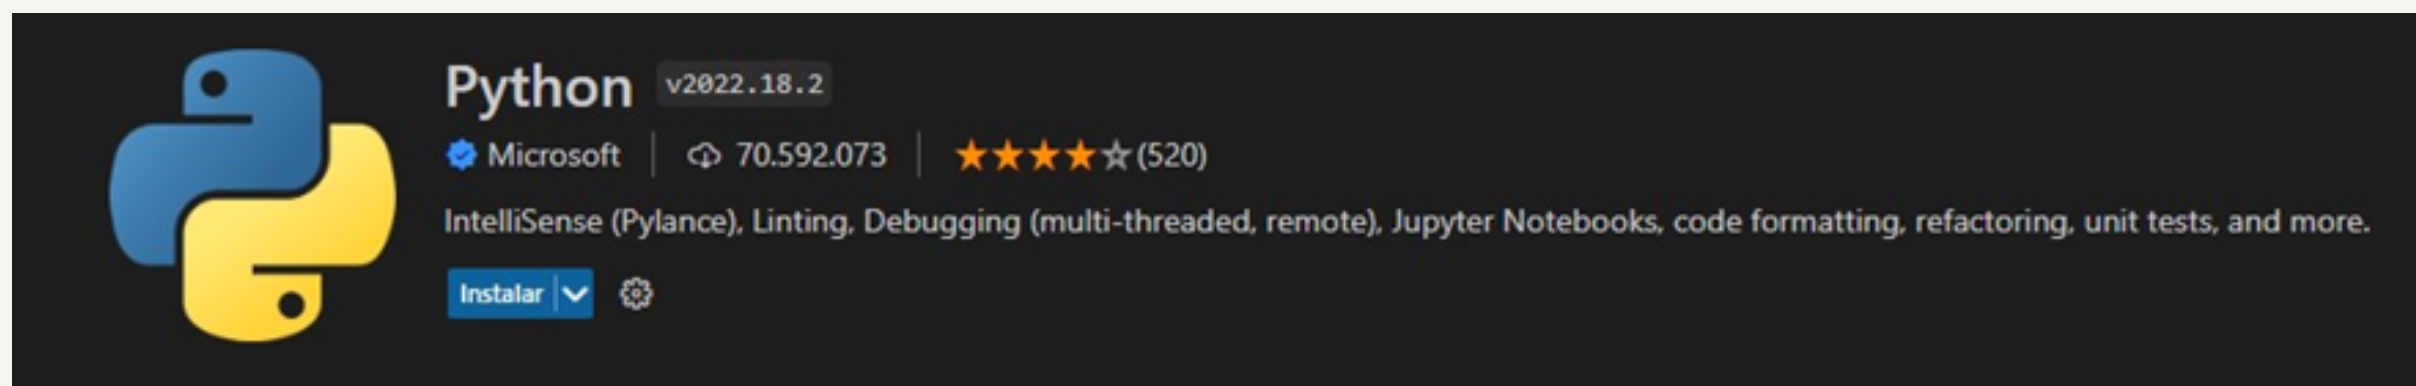 Python v2022.18.2
Microsoft 70.592.073 (520)
IntelliSense (Pylance), Linting, Debugging (multi-threaded, remote), Jupyter Notebooks, code formatting, refactoring, unit tests, and more.
Instalar